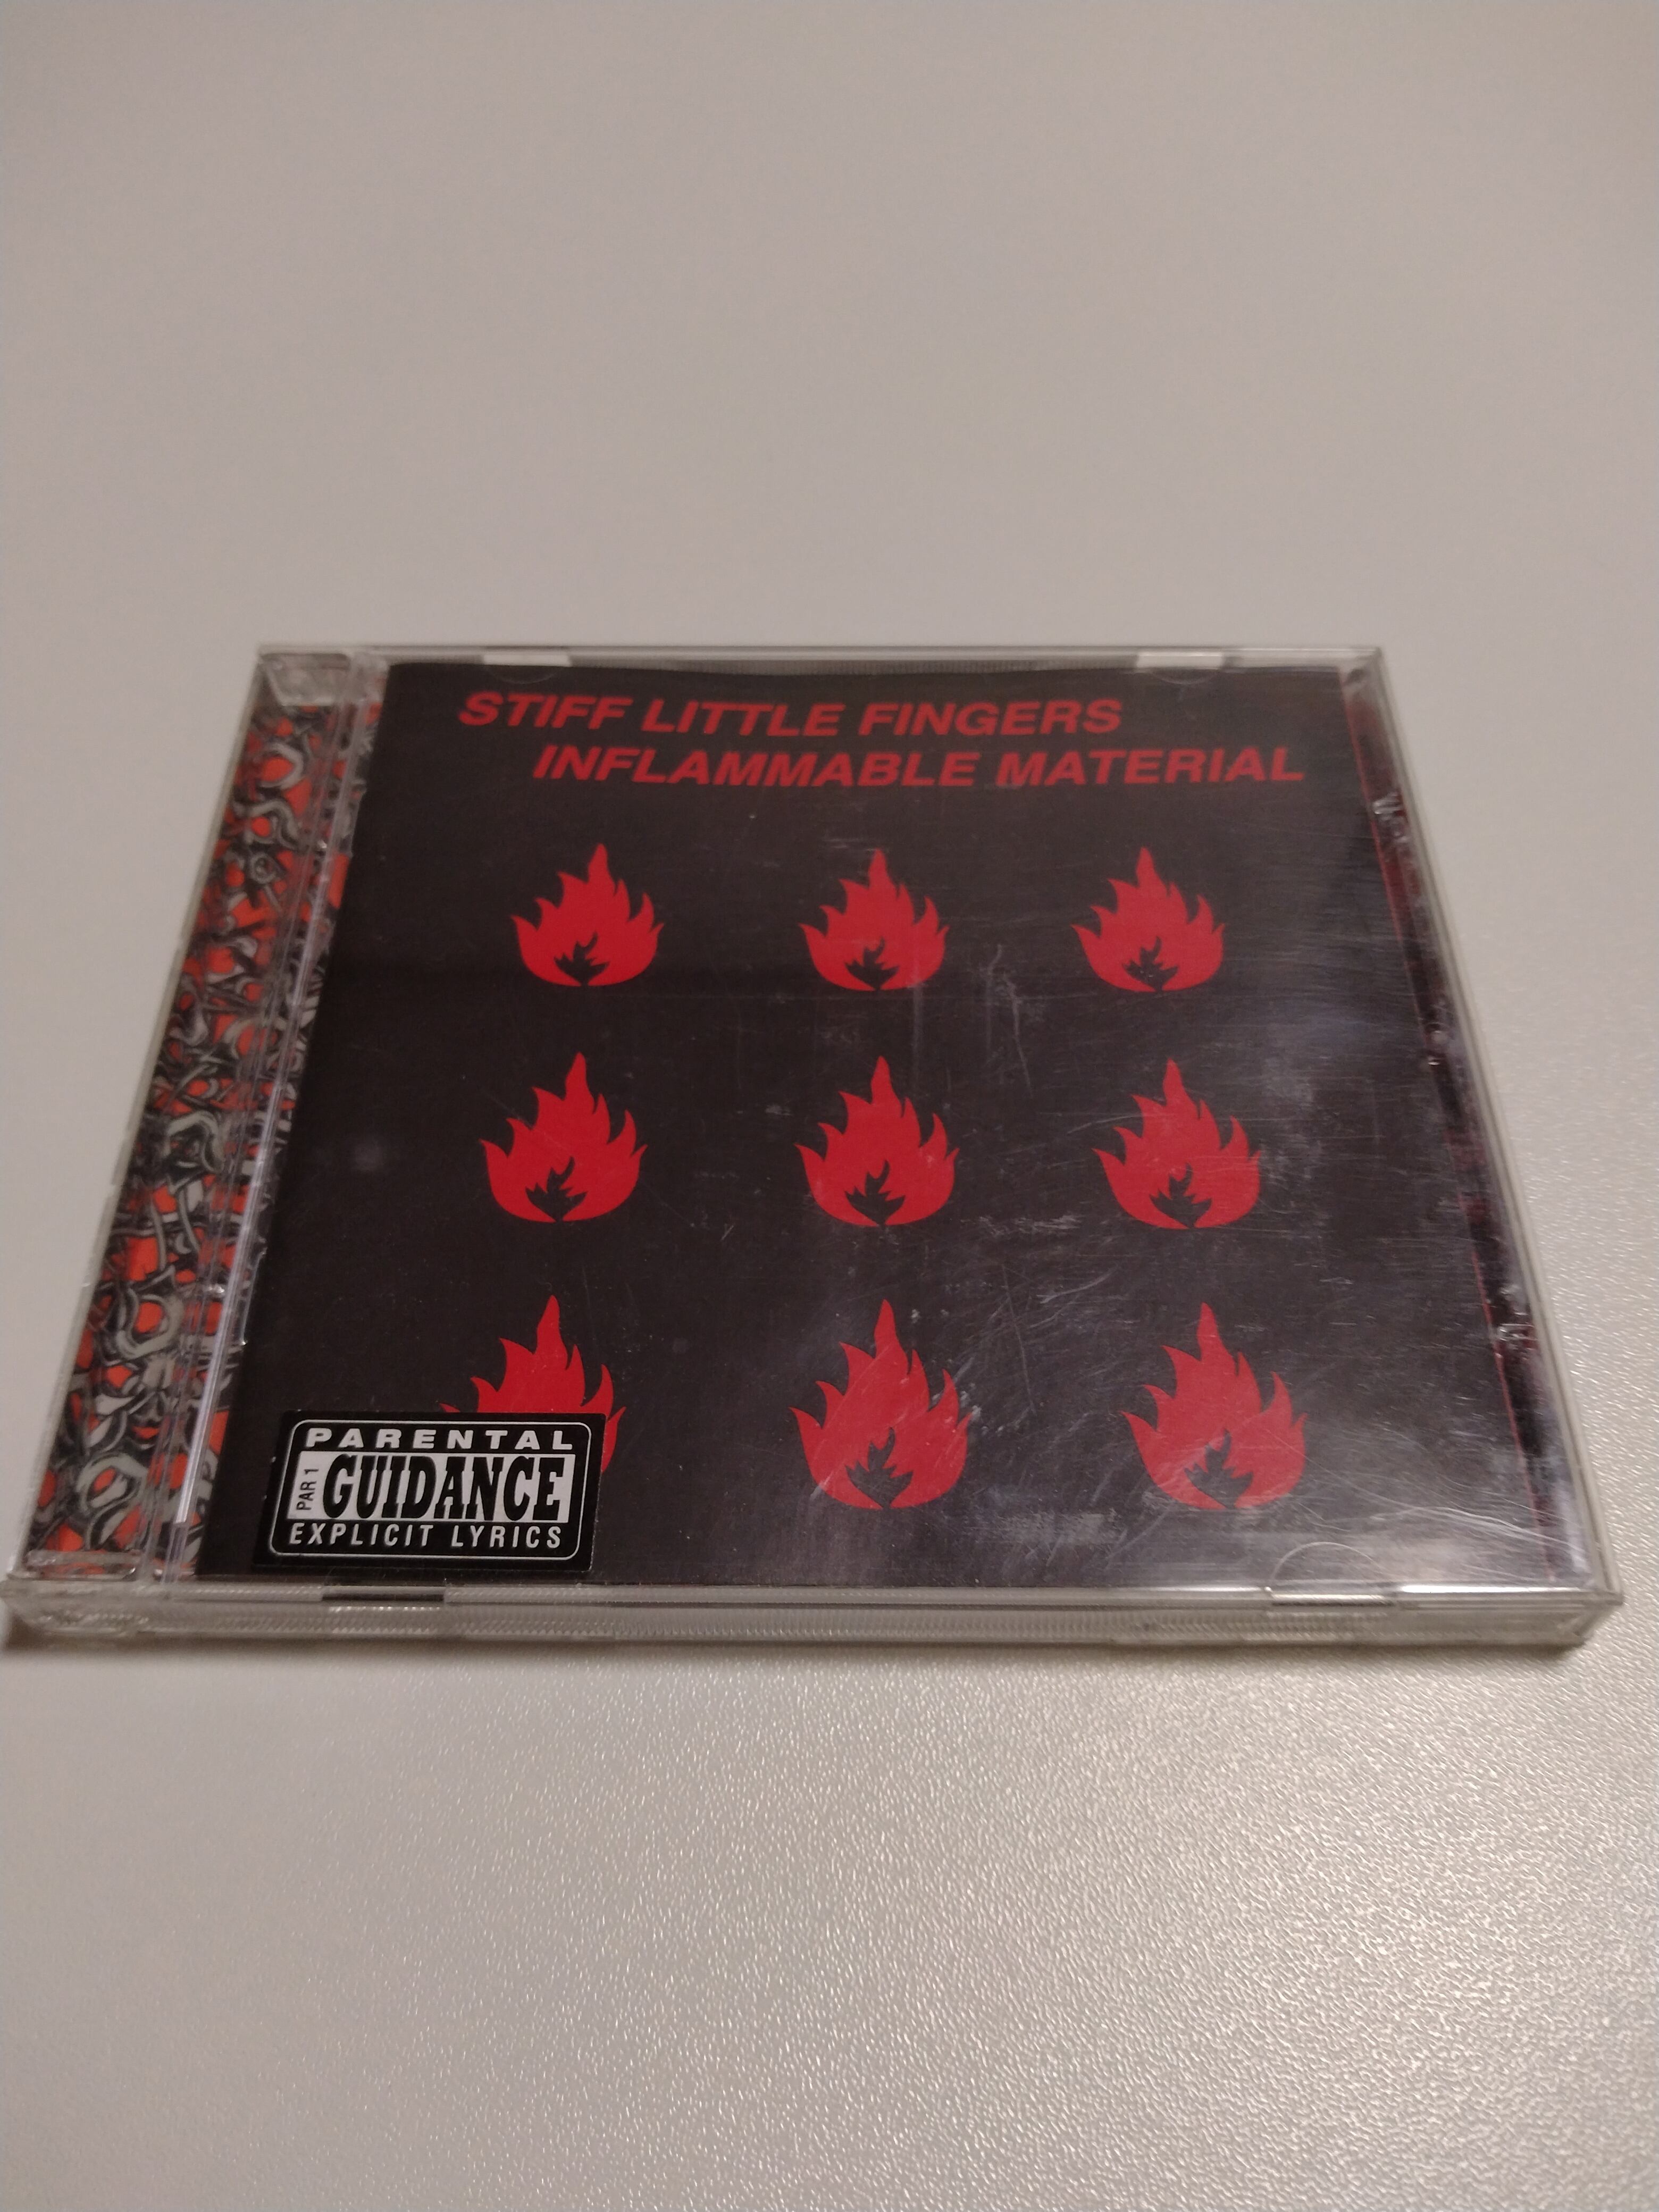 STIFF LITTLE FINGERS
INFLAMMABLE MATERIAL
PARENTAL
PAR 1
GUIDANCE
EXPLICIT LYRICS